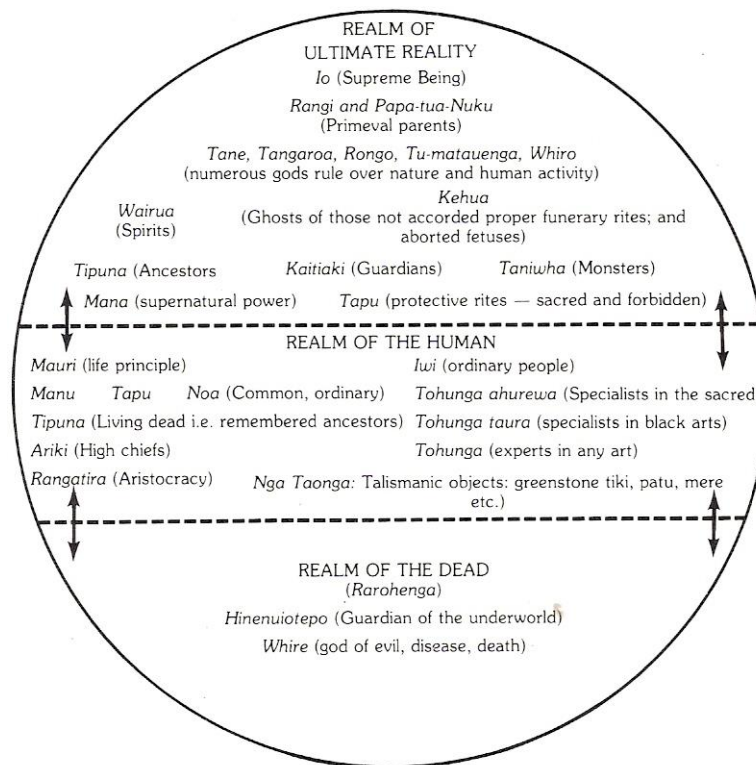 REALM OF
ULTIMATE REALITY
Io (Supreme Being)
Rangi and Papa-tua-Nuku
(Primeval parents)
Tane, Tangaroa, Rongo, Tu-matauenga, Whiro
(numerous gods rule over nature and human activity)
Wairua
(Spirits)
Kehua
(Ghosts of those not accorded proper funerary rites; and
aborted fetuses)
Tipuna (Ancestors Kaitiaki (Guardians) Taniwha (Monsters)
Mana (supernatural power) Tapu (protective rites — sacred and forbidden)
REALM OF THE HUMAN
Mauri (life principle) Iwi (ordinary people)
Manu Tapu Noa (Common, ordinary) Tohunga ahurewa (Specialists in the sacred
Tipuna (Living dead i.e. remembered ancestors) Tohunga taura (specialists in black arts)
Ariki (High chiefs) Tohunga (experts in any art)
Rangatira (Aristocracy) Nga Taonga: Talismanic objects: greenstone tiki, patu, mere
etc.)
REALM OF THE DEAD
(Rarohenga)
Hinenuiotepo (Guardian of the underworld)
Whire (god of evil, disease, death)